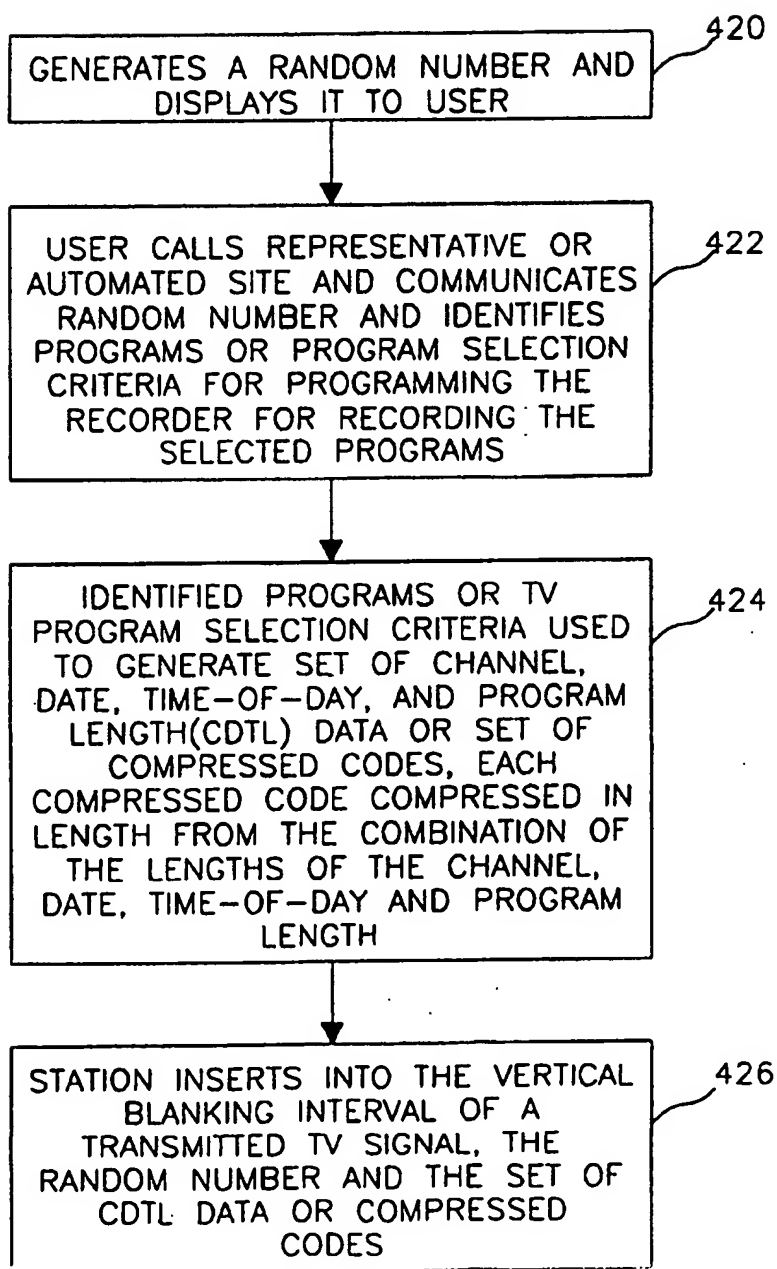 420
GENERATES A RANDOM NUMBER AND
DISPLAYS IT TO USER
422
USER CALLS REPRESENTATIVE OR
AUTOMATED SITE AND COMMUNICATES
RANDOM NUMBER AND IDENTIFIES
PROGRAMS OR PROGRAM SELECTION
CRITERIA FOR PROGRAMMING THE
RECORDER FOR RECORDING THE
SELECTED PROGRAMS
424
IDENTIFIED PROGRAMS OR TV
PROGRAM SELECTION CRITERIA USED
TO GENERATE SET OF CHANNEL,
DATE, TIME-OF-DAY, AND PROGRAM
LENGTH(CDTL) DATA OR SET OF
COMPRESSED CODES, EACH
COMPRESSED CODE COMPRESSED IN
LENGTH FROM THE COMBINATION OF
THE LENGTHS OF THE CHANNEL,
DATE, TIME-OF-DAY AND PROGRAM
LENGTH
426
STATION INSERTS INTO THE VERTICAL
BLANKING INTERVAL OF A
TRANSMITTED TV SIGNAL, THE
RANDOM NUMBER AND THE SET OF
CDTL DATA OR COMPRESSED
CODES